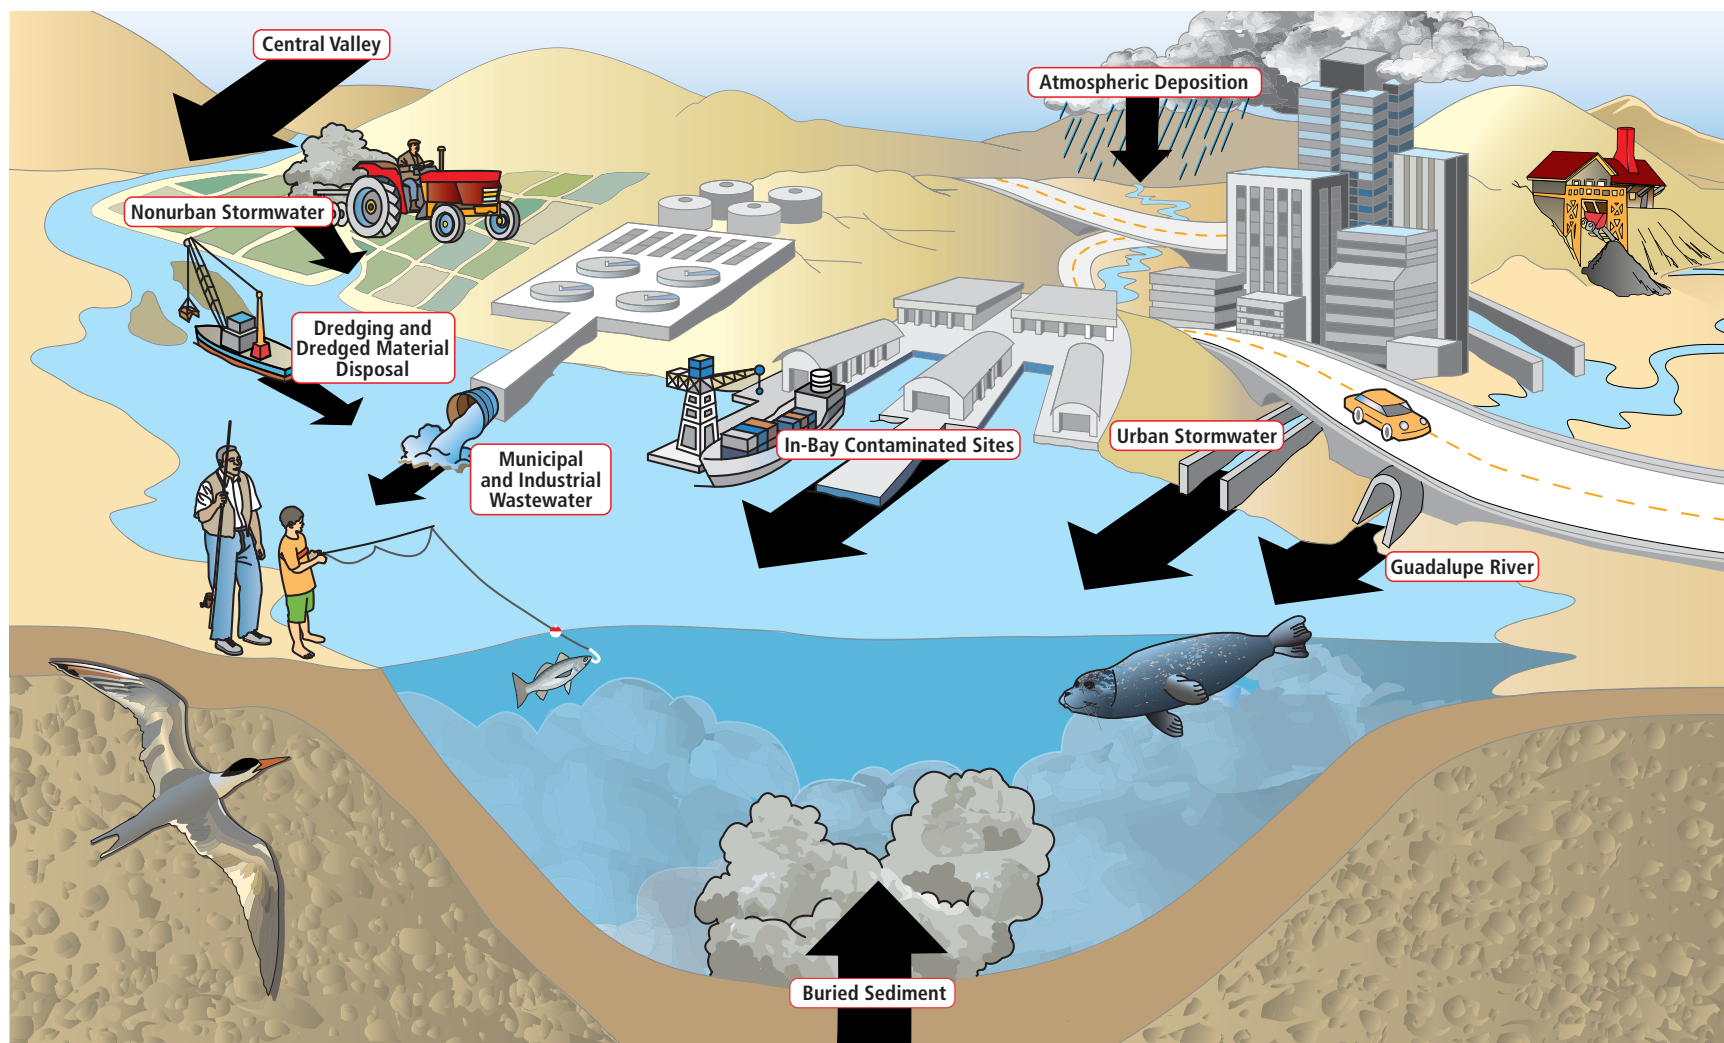 Central Valley
Atmospheric Deposition
Nonurban Stormwater
Dredging and
Dredged Material
Disposal
Municipal
and Industrial
Wastewater
In-Bay Contaminated Sites
Urban Stormwater
Guadalupe River
Buried Sediment